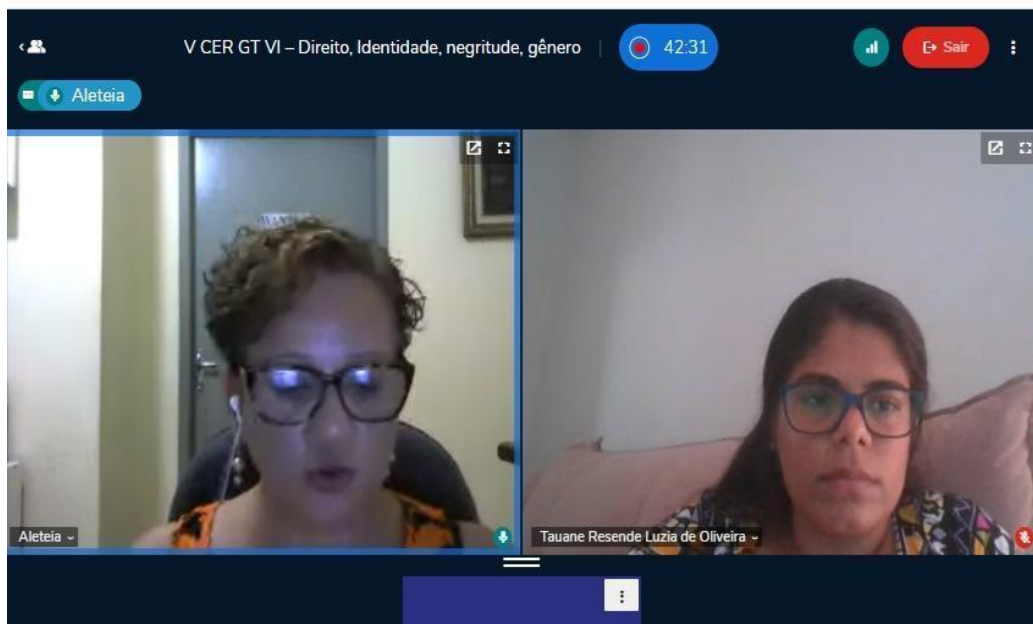 V CER GT VI – Direito, Identidade, negritude, gênero
42:31
Sair
Aleteia
Aleteia
Tauane Resende Luzia de Oliveira